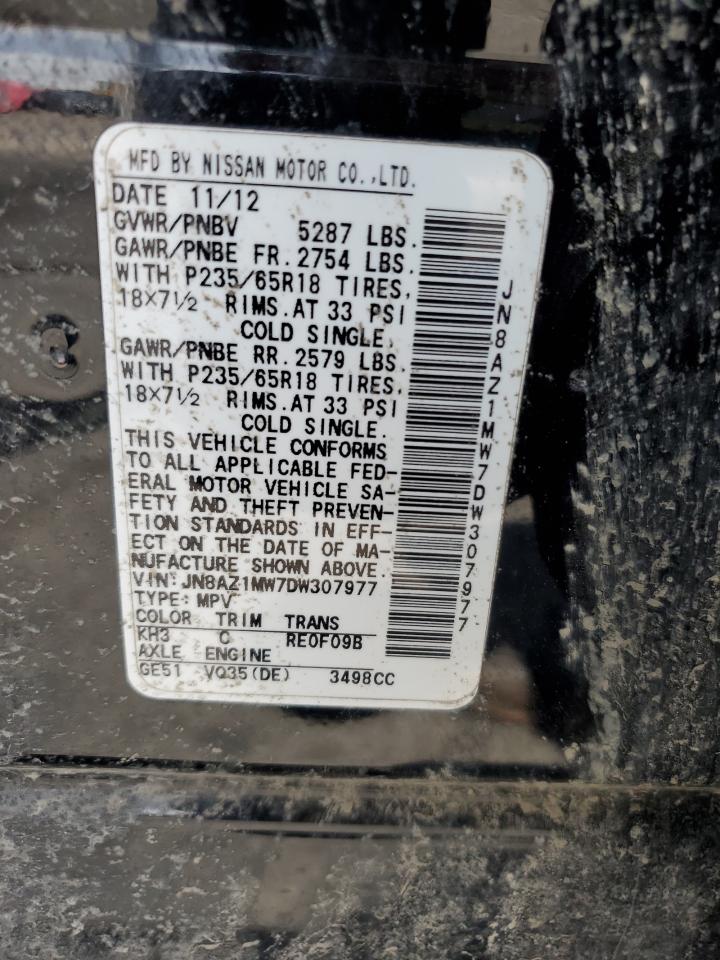 MFD BY NISSAN MOTOR CO.,LTD.
DATE 11/12
GVWR/PNBV 5287 LBS.
GAWR/PNBE FR. 2754 LBS.
WITH P235/65R18 TIRES,
18×7½ RIMS.AT 33 PSI
COLD SINGLE.
GAWR/PNBE RR. 2579 LBS.
WITH P235/65R18 TIRES,
18×7½ RIMS.AT 33 PSI
COLD SINGLE.
THIS VEHICLE CONFORMS
TO ALL APPLICABLE FED-
ERAL MOTOR VEHICLE SA-
FETY AND THEFT PREVEN-
TION STANDARDS IN EFF-
ECT ON THE DATE OF MA-
NUFACTURE SHOWN ABOVE.
VIN: JN8AZ1MW7DW307977
TYPE: MPV
COLOR TRIM TRANS
KH3 C RE0F09B
AXLE ENGINE
GE51 VQ35(DE) 3498CC
JN8AZ1MW7DW307977